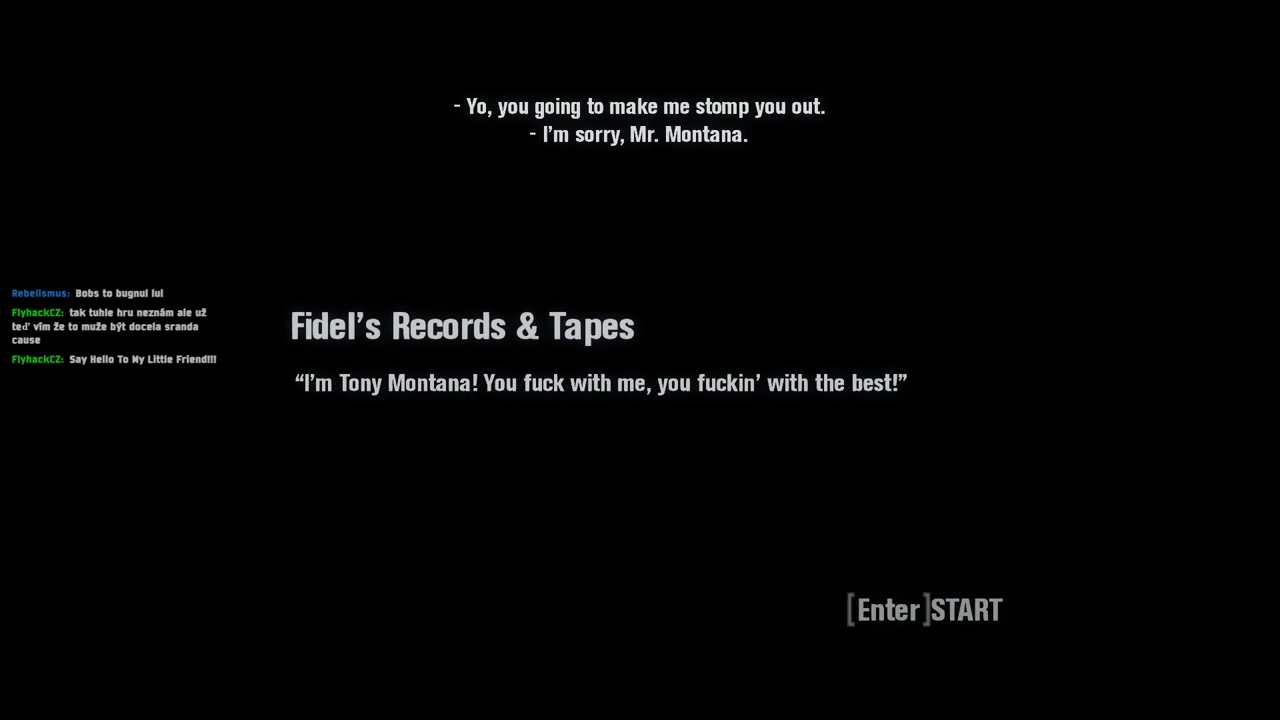 - Yo, you going to make me stomp you out.
- I'm sorry, Mr. Montana.
Rebelismus: Bobs to bugnul lul
FlyhackCZ: tak tuhle hru neznám ale už
teď vím že to muže být docela sranda
cause
FlyhackCZ: Say Hello To My Little Friend!!!
Fidel's Records & Tapes
“I'm Tony Montana! You fuck with me, you fuckin' with the best!”
[Enter]START